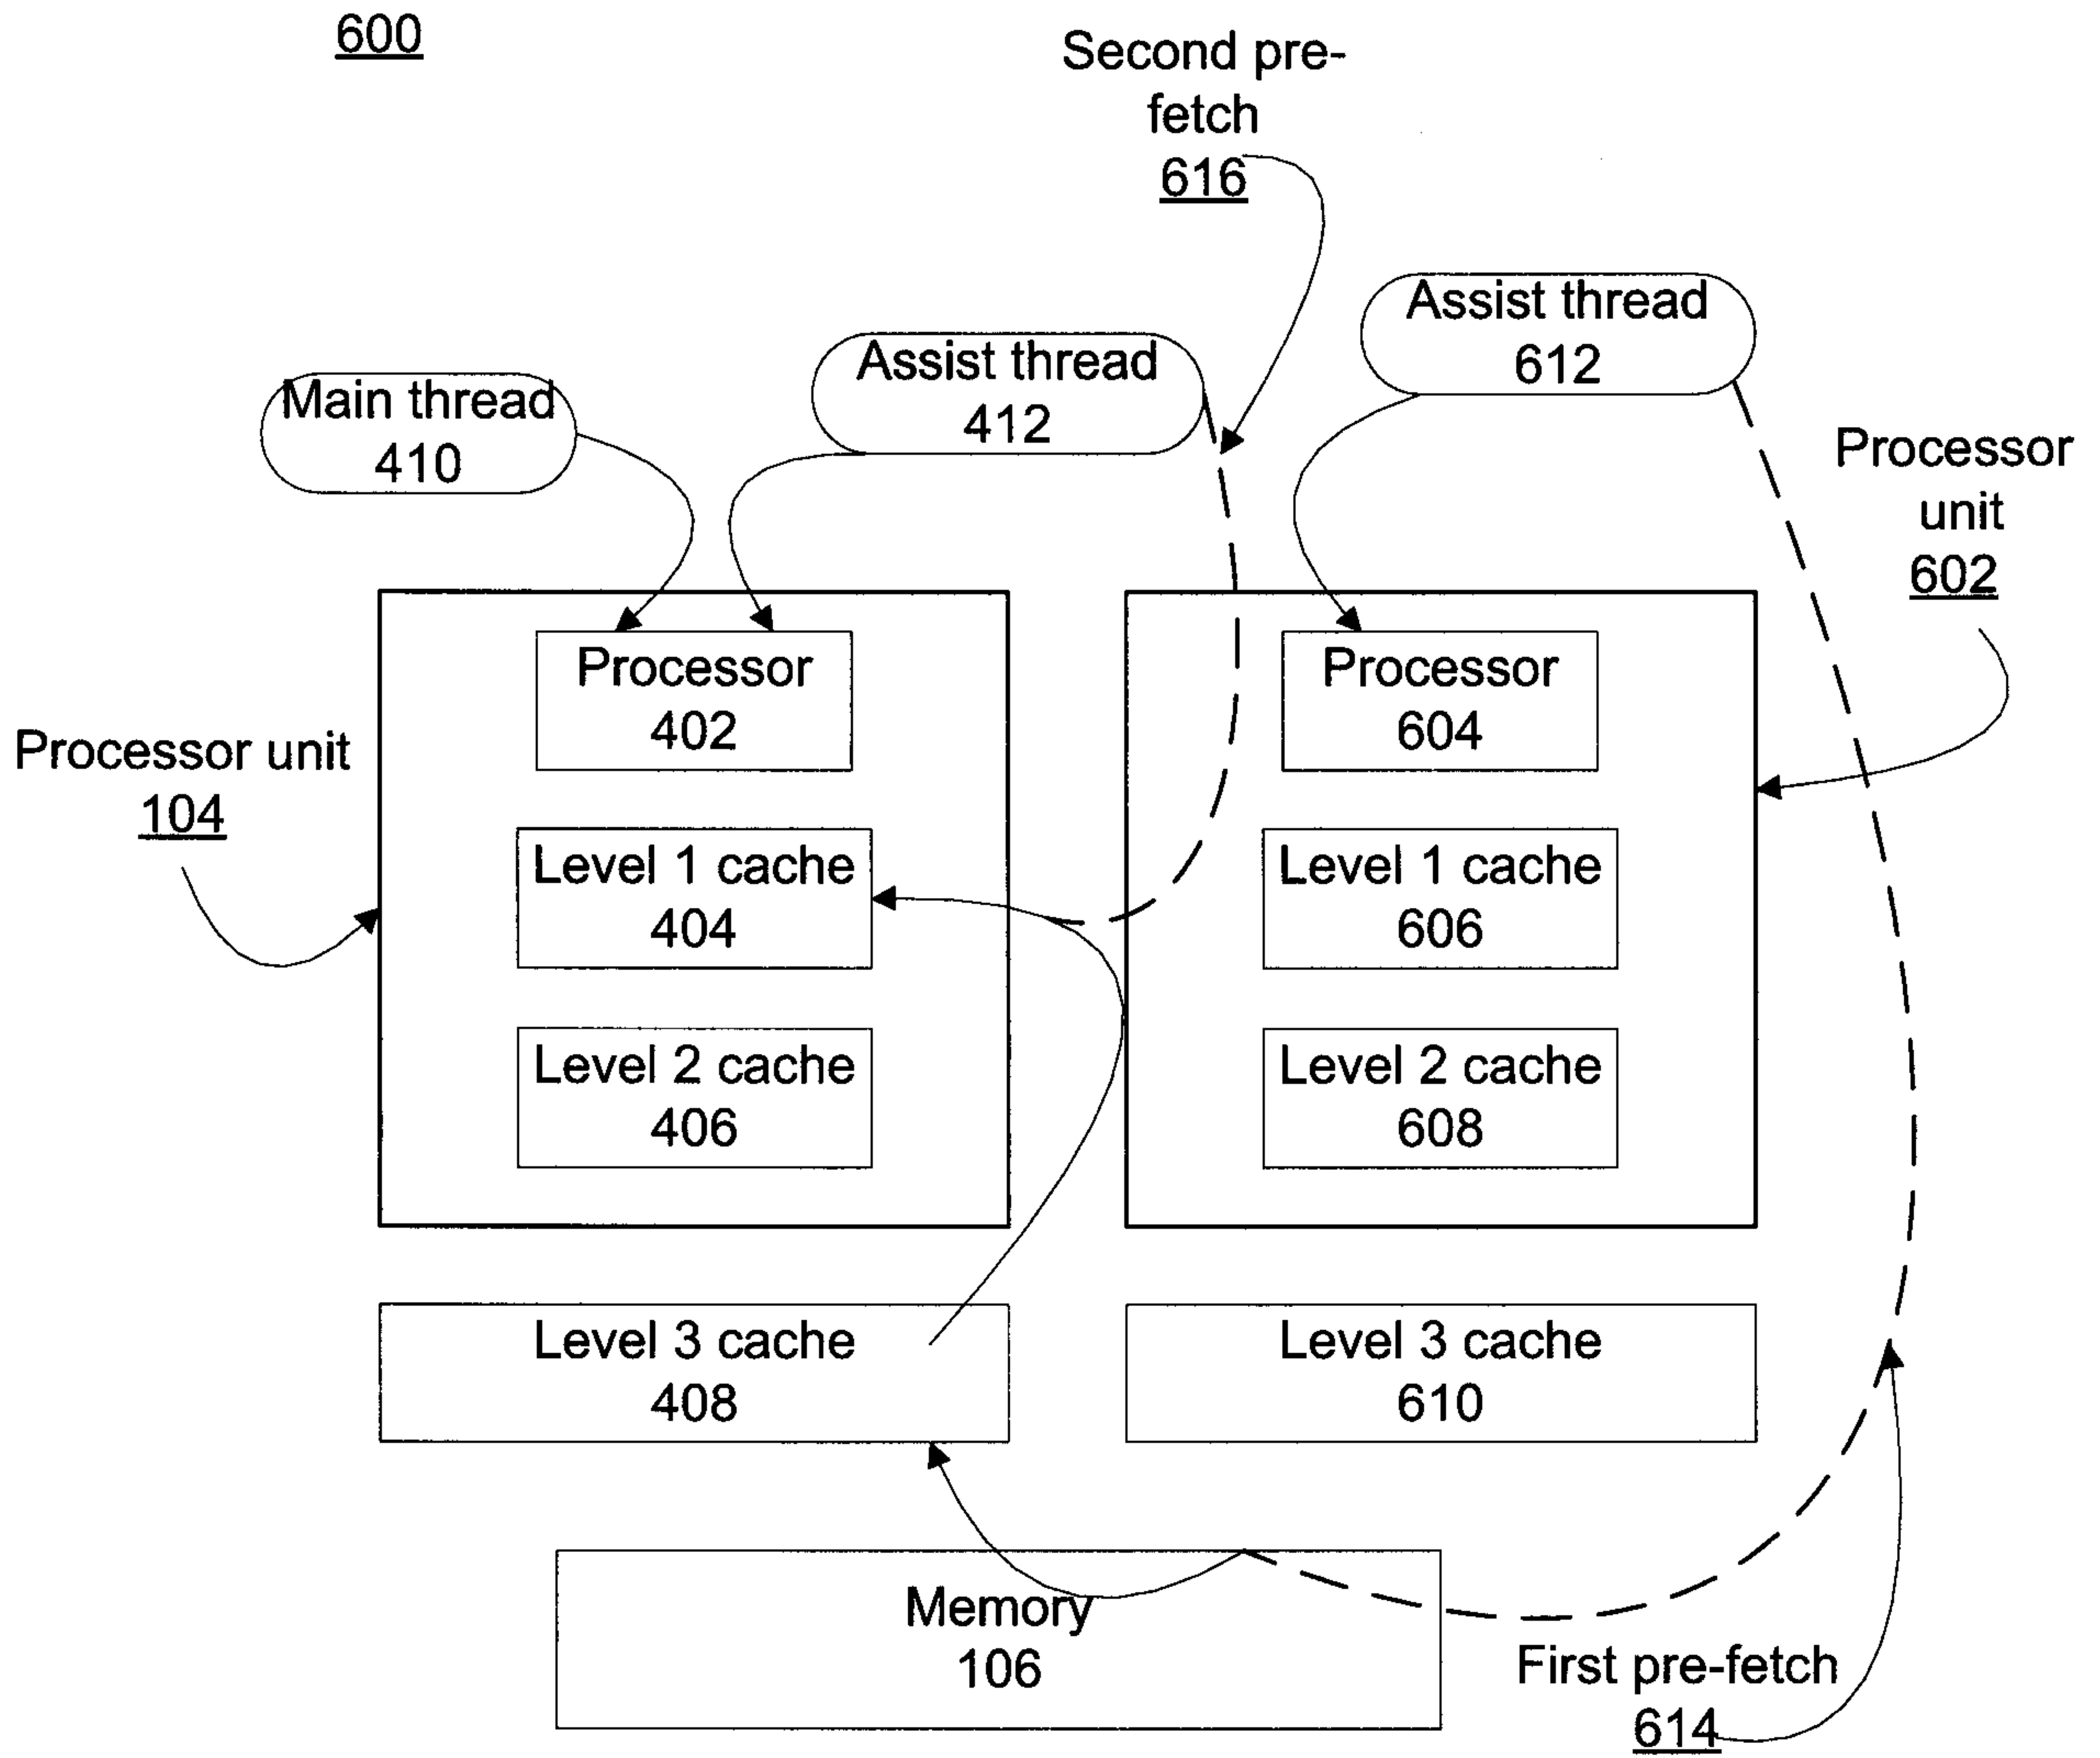 600
Second pre-
fetch
616
Assist thread
612
Assist thread
412
Main thread
410
Processor
unit
602
Processor
402
Processor
604
Processor unit
104
Level 1 cache
404
Level 1 cache
606
Level 2 cache
406
Level 2 cache
608
Level 3 cache
408
Level 3 cache
610
Memory
106
First pre-fetch
614